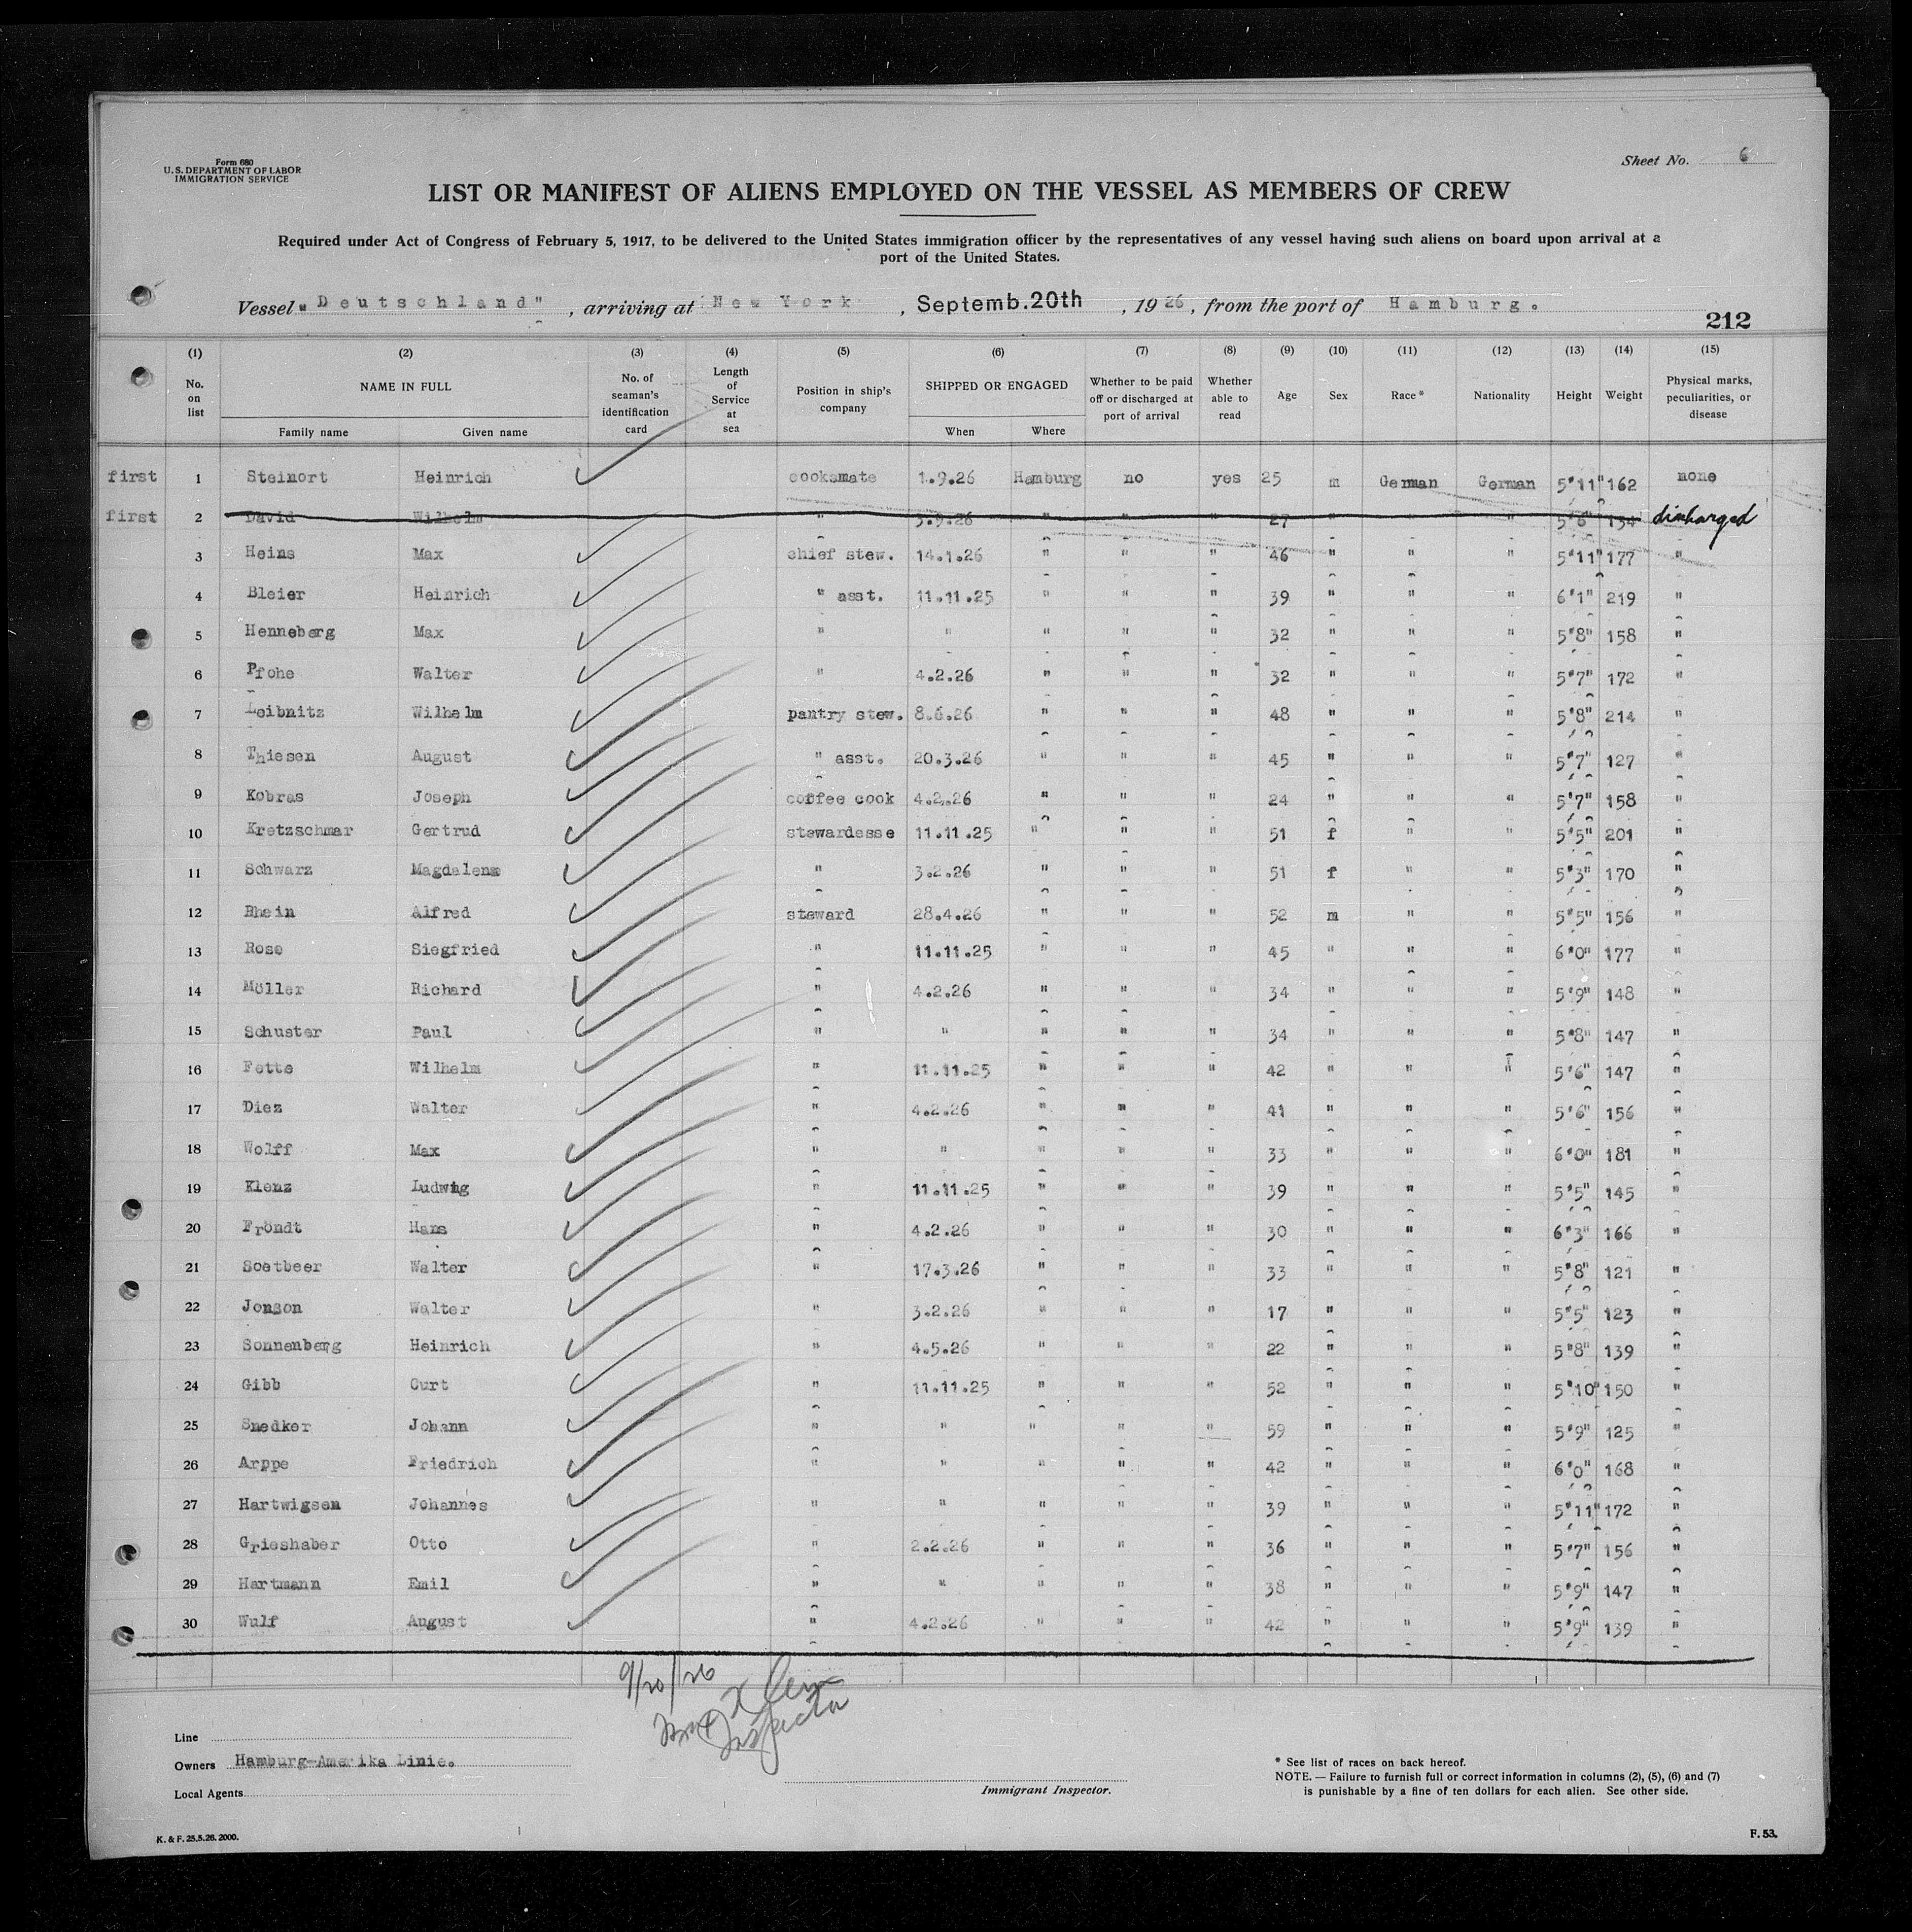 Form 680
U. S. DEPARTMENT OF LABOR
IMMIGRATION SERVICE
Sheet No. 6
LIST OR MANIFEST OF ALIENS EMPLOYED ON THE VESSEL AS MEMBERS OF CREW
Required under Act of Congress of February 5, 1917, to be delivered to the United States immigration officer by the representatives of any vessel having such aliens on board upon arrival at a
port of the United States.
Vessel "Deutschland", arriving at New York, Septemb.20th, 1926, from the port of Hamburg.
212
(1) (2) (3) (4) (5) (6) (7) (8) (9) (10) (11) (12) (13) (14) (15)
No. on list NAME IN FULL Family name Given name No. of seaman's identification card Length of Service at sea Position in ship's company SHIPPED OR ENGAGED When Where Whether to be paid off or discharged at port of arrival Whether able to read Age Sex Race * Nationality Height Weight Physical marks, peculiarities, or disease
first 1 Steinort Heinrich cooksmate 1.9.26 Hamburg no yes 25 m German German 5'11" 162 none
first 2 David Wilhelm " 3.9.26 " " " 27 " 5'6" 154 discharged
3 Heins Max chief stew. 14.1.26 " " " 46 " " " 5'11" 177 "
4 Bleier Heinrich " asst. 11.11.25 " " " 39 " " " 6'1" 219 "
5 Henneberg Max " " " " " 32 " " " 5'8" 158 "
6 Pfohe Walter " 4.2.26 " " " 32 " " " 5'7" 172 "
7 Leibnitz Wilhelm pantry stew. 8.6.26 " " " 48 " " " 5'8" 214 "
8 Thiesen August " asst. 20.3.26 " " " 45 " " " 5'7" 127 "
9 Kobras Joseph coffee cook 4.2.26 " " " 24 " " " 5'7" 158 "
10 Kretzschmar Gertrud stewardesse 11.11.25 " " " 51 f " " 5'5" 201 "
11 Schwarz Magdalena " 3.2.26 " " " 51 f " " 5'3" 170 "
12 Rhein Alfred steward 28.4.26 " " " 52 m " " 5'5" 156 "
13 Rose Siegfried " 11.11.25 " " " 45 " " " 6'0" 177 "
14 Möller Richard " 4.2.26 " " " 34 " " " 5'9" 148 "
15 Schuster Paul " " " " " 34 " " " 5'8" 147 "
16 Fette Wilhelm " 11.11.25 " " " 42 " " " 5'6" 147 "
17 Diez Walter " 4.2.26 " " " 41 " " " 5'6" 156 "
18 Wolff Max " " " " " 33 " " " 6'0" 181 "
19 Klenz Ludwig " 11.11.25 " " " 39 " " " 5'5" 145 "
20 Fröndt Hans " 4.2.26 " " " 30 " " " 6'3" 166 "
21 Soetbeer Walter " 17.3.26 " " " 33 " " " 5'8" 121 "
22 Jonson Walter " 3.2.26 " " " 17 " " " 5'5" 123 "
23 Sonnenberg Heinrich " 4.5.26 " " " 22 " " " 5'8" 139 "
24 Gibb Curt " 11.11.25 " " " 52 " " " 5'10" 150 "
25 Snedker Johann " " " " " 59 " " " 5'9" 125 "
26 Arppe Friedrich " " " " " 42 " " " 6'0" 168 "
27 Hartwigsen Johannes " " " " " 39 " " " 5'11" 172 "
28 Grieshaber Otto " 2.2.26 " " " 36 " " " 5'7" 156 "
29 Hartmann Emil " " " " " 38 " " " 5'9" 147 "
30 Wulf August " 4.2.26 " " " 42 " " " 5'9" 139 "
9/20/26
Inspector
Line
Owners Hamburg-Amerika Linie.
Local Agents
Immigrant Inspector.
* See list of races on back hereof.
NOTE. — Failure to furnish full or correct information in columns (2), (5), (6) and (7)
is punishable by a fine of ten dollars for each alien. See other side.
K. & F. 25.5.26. 2000.
F. 53.